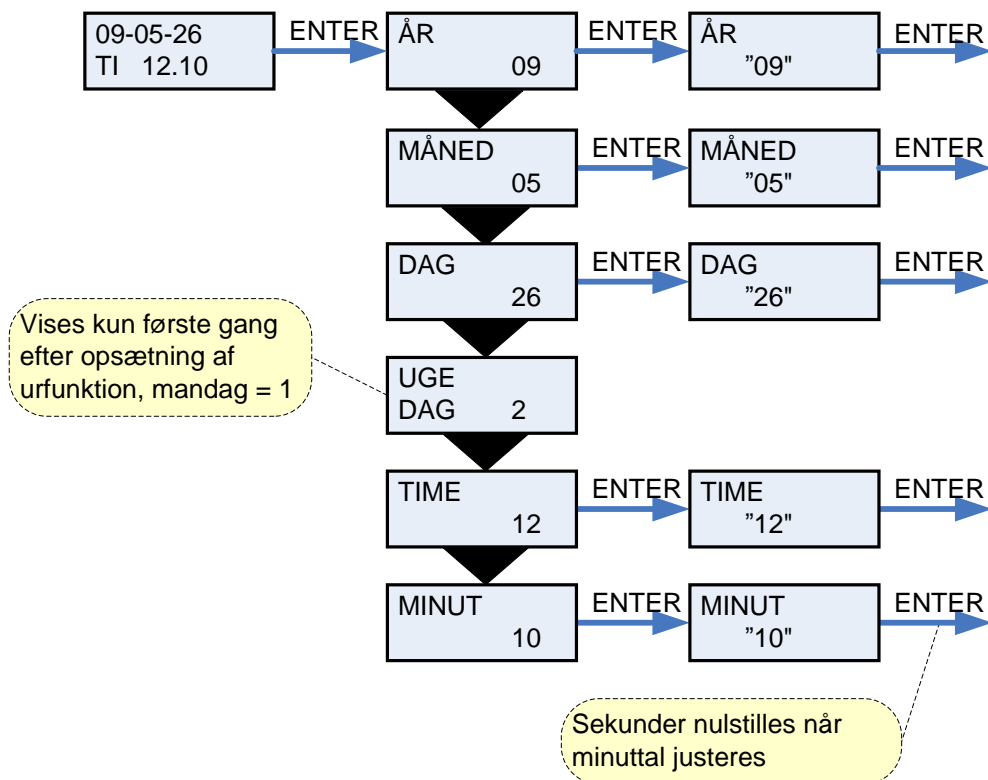 09-05-26
TI 12.10
ENTER
ÅR
09
ENTER
ÅR
”09"
ENTER
MÅNED
05
ENTER
MÅNED
”05"
ENTER
DAG
26
ENTER
DAG
”26"
ENTER
Vises kun første gang
efter opsætning af
urfunktion, mandag = 1
UGE
DAG 2
TIME
12
ENTER
TIME
”12"
ENTER
MINUT
10
ENTER
MINUT
”10"
ENTER
Sekunder nulstilles når
minuttal justeres